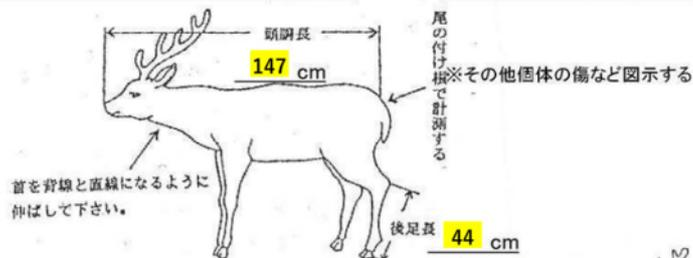 頭胴長
147 cm
尾の付け根で計測する
※その他個体の傷など図示する
首を背線と直線になるように
伸ばして下さい。
後足長 44 cm